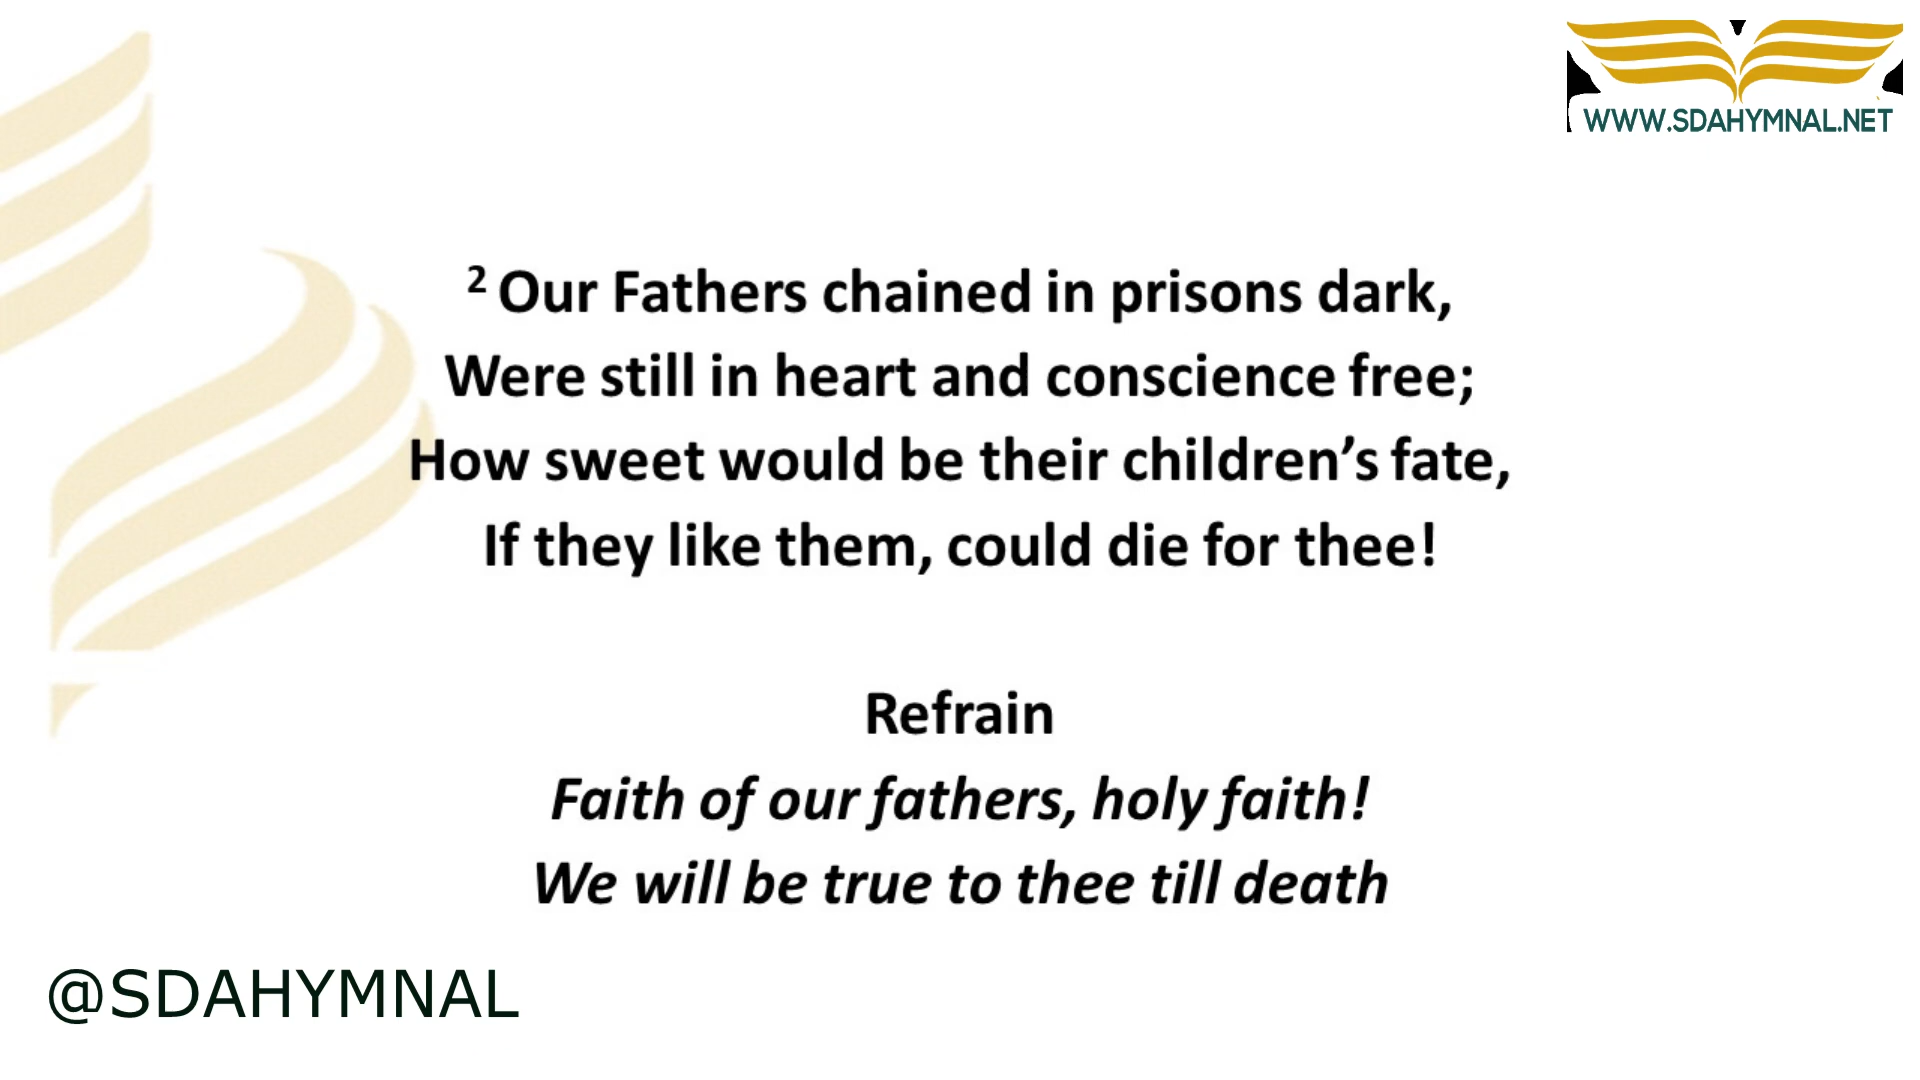 WWW.SDAHYMNAL.NET
2 Our Fathers chained in prisons dark,
Were still in heart and conscience free;
How sweet would be their children’s fate,
If they like them, could die for thee!
Refrain
Faith of our fathers, holy faith!
We will be true to thee till death
@SDAHYMNAL